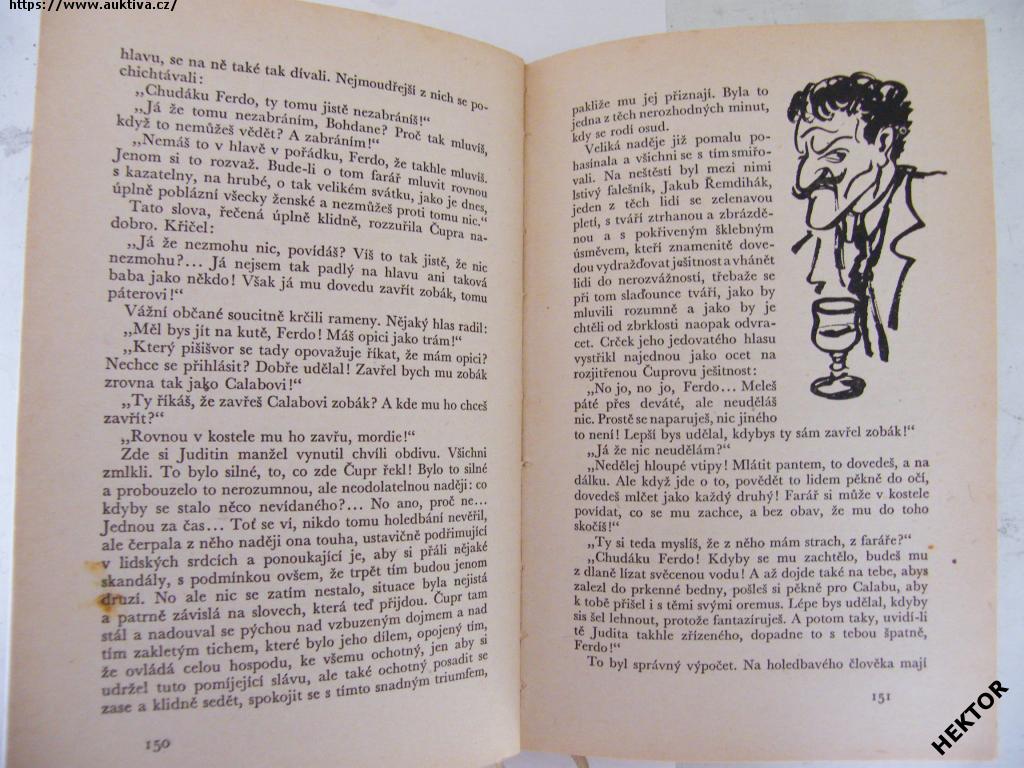 https://www.auktiva.cz/
hlavu, se na ně také tak dívali. Nejmoudřejší z nich se po-
chichtávali:
„Chudáku Ferdo, ty tomu jistě nezabráníš!“
„Já že tomu nezabráním, Bohdane? Proč tak mluvíš,
když to nemůžeš vědět? A zabráním!“
„Nemáš to v hlavě v pořádku, Ferdo, že takhle mluvíš.
Jenom si to rozvaž. Bude-li o tom farář mluvit rovnou
s kazatelny, na hrubé, o tak velikém svátku, jako je dnes,
úplně poblázní všecky ženské a nezmůžeš proti tomu nic.“
Tato slova, řečená úplně klidně, rozzuřila Čupra na-
dobro. Křičel:
„Já že nezmohu nic, povídáš? Víš to tak jistě, že nic
nezmohu?... Já nejsem tak padlý na hlavu ani taková
baba jako někdo! Však já mu dovedu zavřít zobák, tomu
páterovi!“
Vážní občané soucitně krčili rameny. Nějaký hlas radil:
„Měl bys jít na kutě, Ferdo! Máš opici jako trám!“
„Který pišišvor se tady opovažuje říkat, že mám opici?
Nechce se přihlásit? Dobře udělal! Zavřel bych mu zobák
zrovna tak jako Calabovi!“
„Ty říkáš, že zavřeš Calabovi zobák? A kde mu ho chceš
zavřít?“
„Rovnou v kostele mu ho zavřu, mordie!“
Zde si Juditin manžel vynutil chvíli obdivu. Všichni
zmlkli. To bylo silné, to, co zde Čupr řekl! Bylo to silné
a probouzelo to nerozumnou, ale neodolatelnou naději: co
kdyby se stalo něco nevídaného?... No ano, proč ne...
Jednou za čas... Toť se ví, nikdo tomu holedbání nevěřil,
ale čerpala z něho naději ona touha, ustavičně podřimující
v lidských srdcích a ponoukající je, aby si přáli nějaké
skandály, s podmínkou ovšem, že trpět tím budou jenom
druzí. No ale nic se zatím nestalo, situace byla nejistá
a patrně závislá na slovech, která teď přijdou. Čupr tam
stál a nadouval se pýchou nad vzbuzeným dojmem a nad
tím zakletým tichem, které bylo jeho dílem, opojený tím,
že ovládá celou hospodu, ke všemu ochotný, jen aby si
udržel tuto pomíjející slávu, ale také ochotný posadit se
zase a klidně sedět, spokojit se s tímto snadným triumfem,
150
pakliže mu jej přiznají. Byla to
jedna z těch nerozhodných minut,
kdy se rodí osud.
Veliká naděje již pomalu po-
hasínala a všichni se s tím smiřo-
vali. Na neštěstí byl mezi nimi
lstivý falešník, Jakub Řemdihák,
jeden z těch lidí se zelenavou
pletí, s tváří ztrhanou a zbrázdě-
nou a s pokřiveným šklebným
úsměvem, kteří znamenitě dove-
dou vydražďovat ješitnost a vhánět
lidi do nerozvážnosti, třebaže se
při tom slaďounce tváří, jako by
mluvili rozumně a jako by je
chtěli od zbrklosti naopak odvra-
cet. Crček jeho jedovatého hlasu
vystřikl najednou jako ocet na
rozjitřenou Čuprovu ješitnost:
„No jo, no jo, Ferdo... Meleš
páté přes deváté, ale neuděláš
nic. Prostě se naparuješ, nic jiného
to není! Lepší bys udělal, kdybys ty sám zavřel zobák!“
„Já že nic neudělám?“
„Nedělej hloupé vtipy! Mlátit pantem, to dovedeš, a na
dálku. Ale když jde o to, povědět to lidem pěkně do očí,
dovedeš mlčet jako každý druhý! Farář si může v kostele
povídat, co se mu zachce, a bez obav, že mu do toho
skočíš!“
„Ty si teda myslíš, že z něho mám strach, z faráře?“
„Chudáku Ferdo! Kdyby se mu zachtělo, budeš mu
z dlaně lízat svěcenou vodu! A až dojde také na tebe, abys
zalezl do prkenné bedny, pošleš si pěkně pro Calabu, aby
k tobě přišel i s těmi svými oremus. Lépe bys udělal, kdyby
sis šel lehnout, protože fantazíruješ. A potom taky, uvidí-li
tě Judita takhle zřízeného, dopadne to s tebou špatně,
Ferdo!“
To byl správný výpočet. Na holedbavého člověka mají
151
HEKTOR